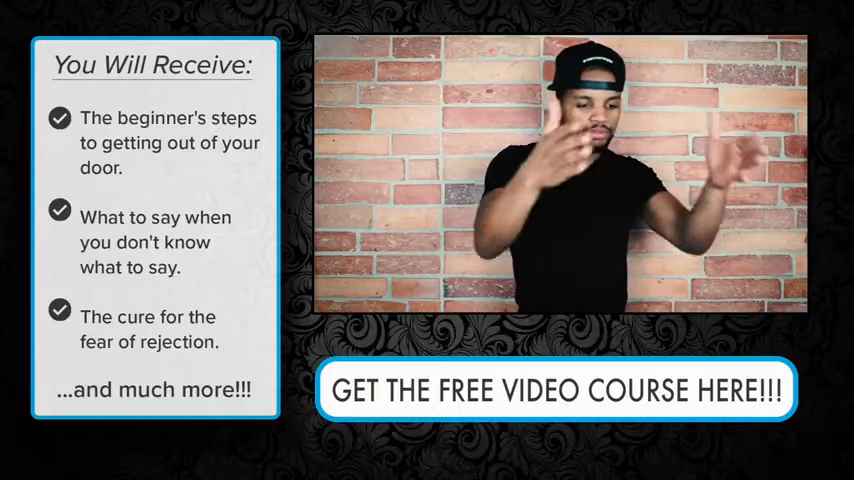 You Will Receive:
The beginner's steps
to getting out of your
door.
What to say when
you don't know
what to say.
The cure for the
fear of rejection.
...and much more!!!
GET THE FREE VIDEO COURSE HERE!!!